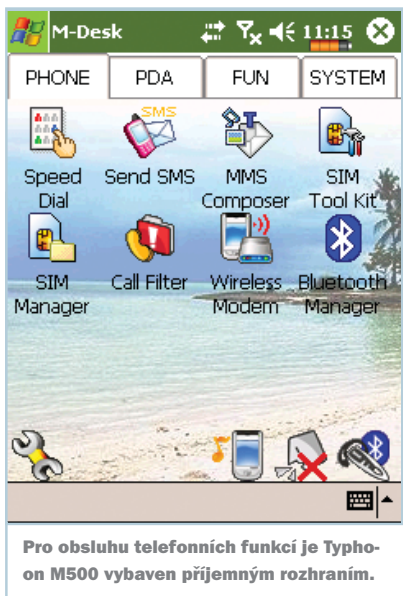 M-Desk 11:15
PHONE PDA FUN SYSTEM
SMS
Speed Send SMS MMS SIM
Dial Composer Tool Kit
SIM Call Filter Wireless Bluetooth
Manager Modem Manager
Pro obsluhu telefonních funkcí je Typho-
on M500 vybaven příjemným rozhraním.